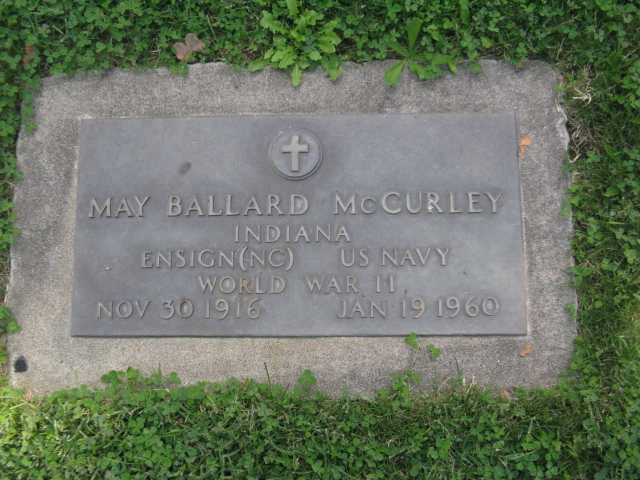 MAY BALLARD McCURLEY
INDIANA
ENSIGN(NC) US NAVY
WORLD WAR II
NOV 30 1916 JAN 19 1960